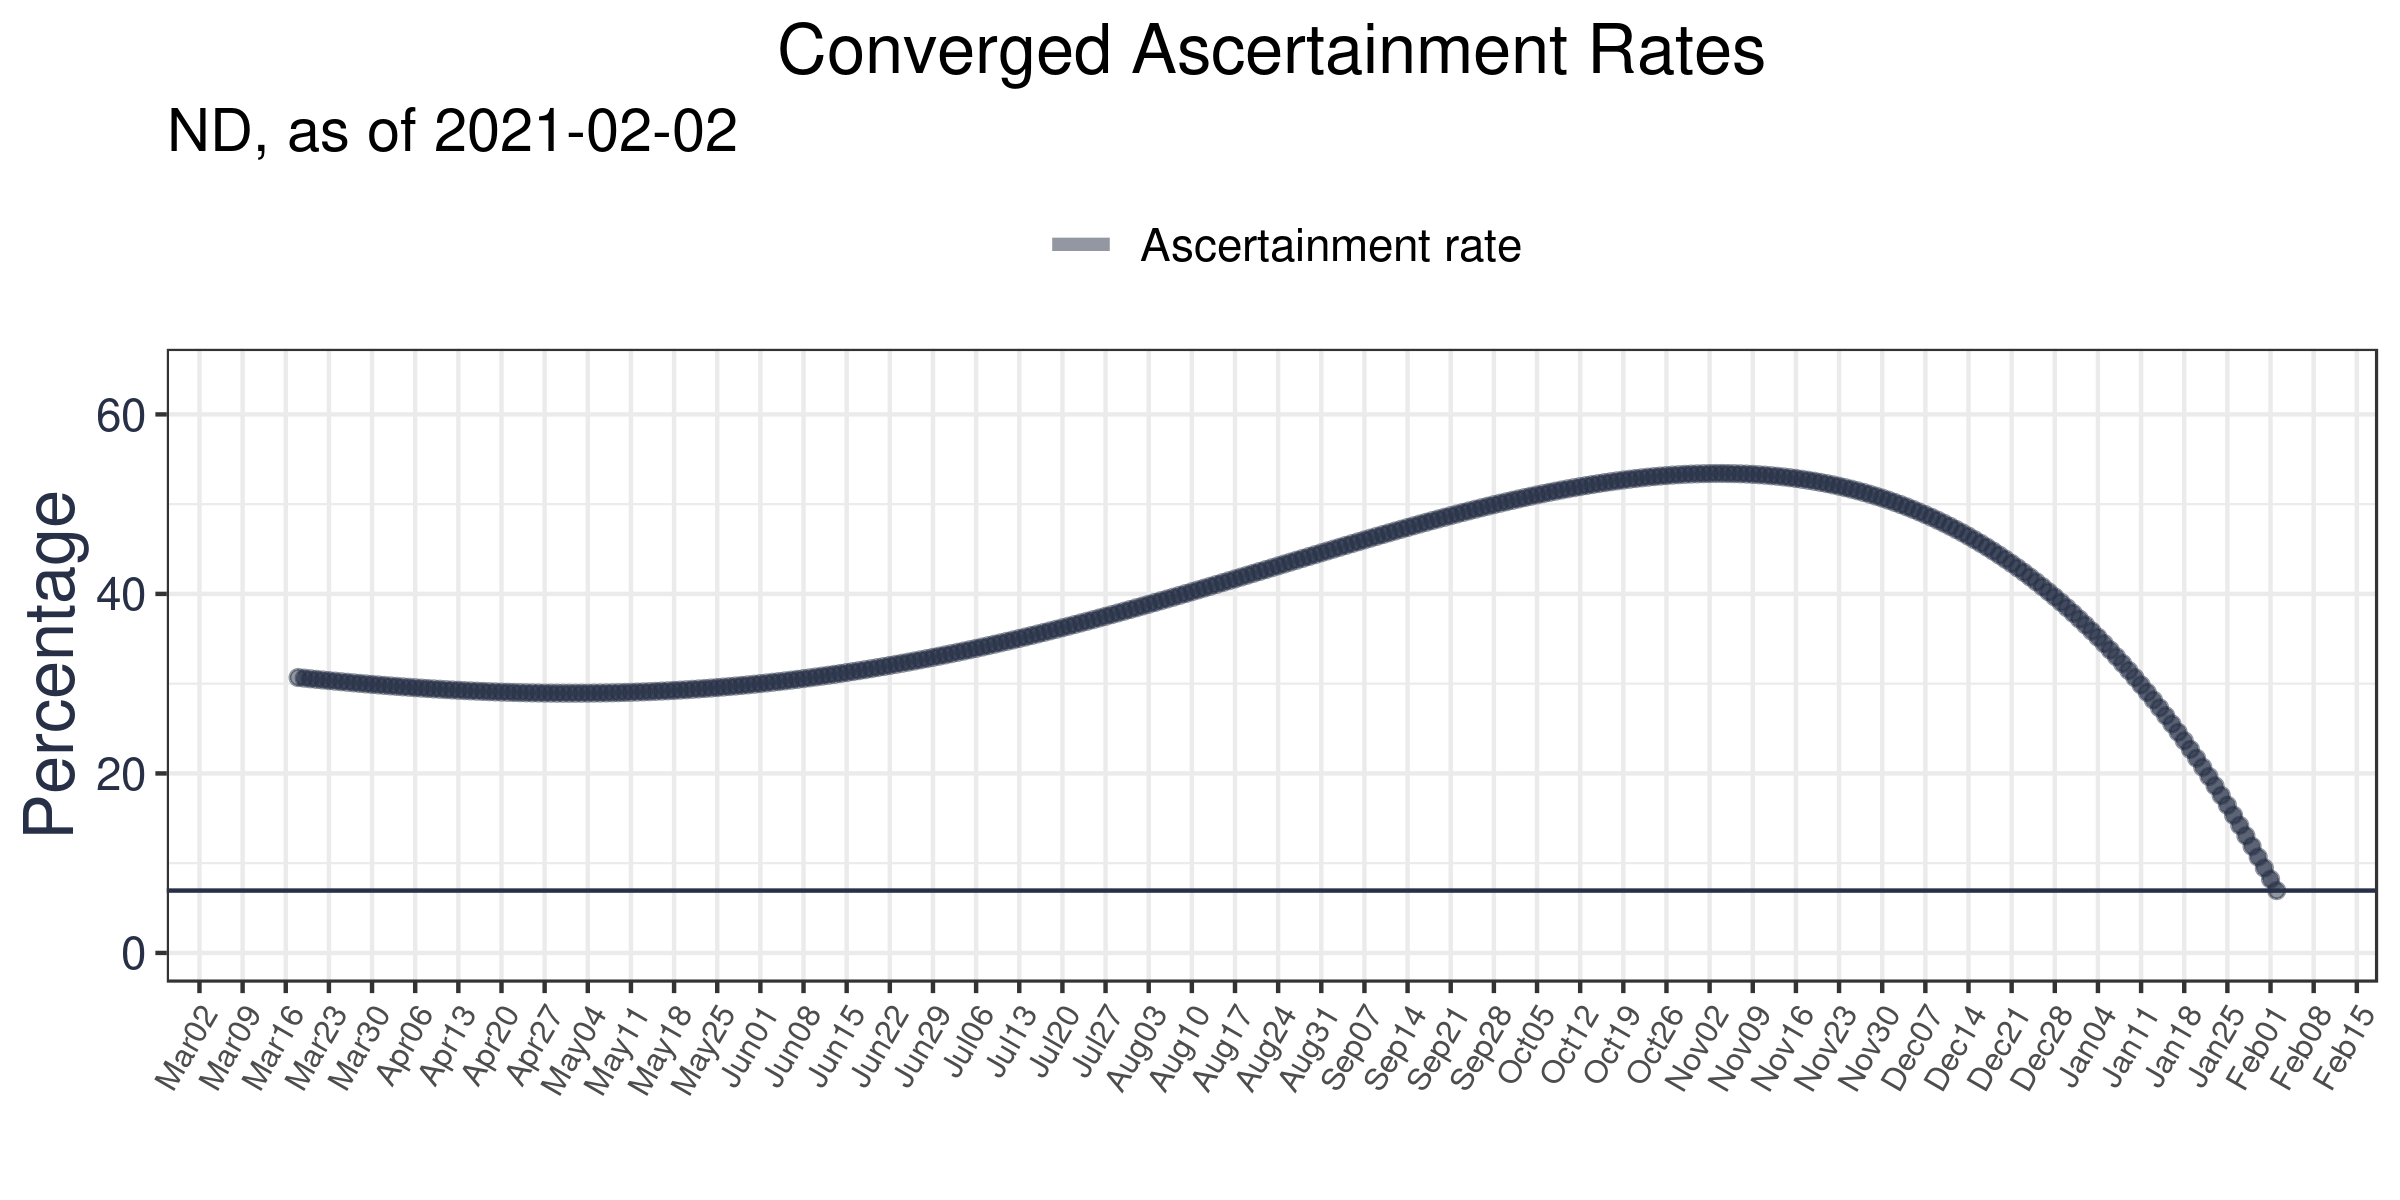 Converged Ascertainment Rates
ND, as of 2021-02-02
Ascertainment rate
Percentage
60
40
20
0
Mar02 Mar09 Mar16 Mar23 Mar30 Apr06 Apr13 Apr20 Apr27 May04 May11 May18 May25 Jun01 Jun08 Jun15 Jun22 Jun29 Jul06 Jul13 Jul20 Jul27 Aug03 Aug10 Aug17 Aug24 Aug31 Sep07 Sep14 Sep21 Sep28 Oct05 Oct12 Oct19 Oct26 Nov02 Nov09 Nov16 Nov23 Nov30 Dec07 Dec14 Dec21 Dec28 Jan04 Jan11 Jan18 Jan25 Feb01 Feb08 Feb15